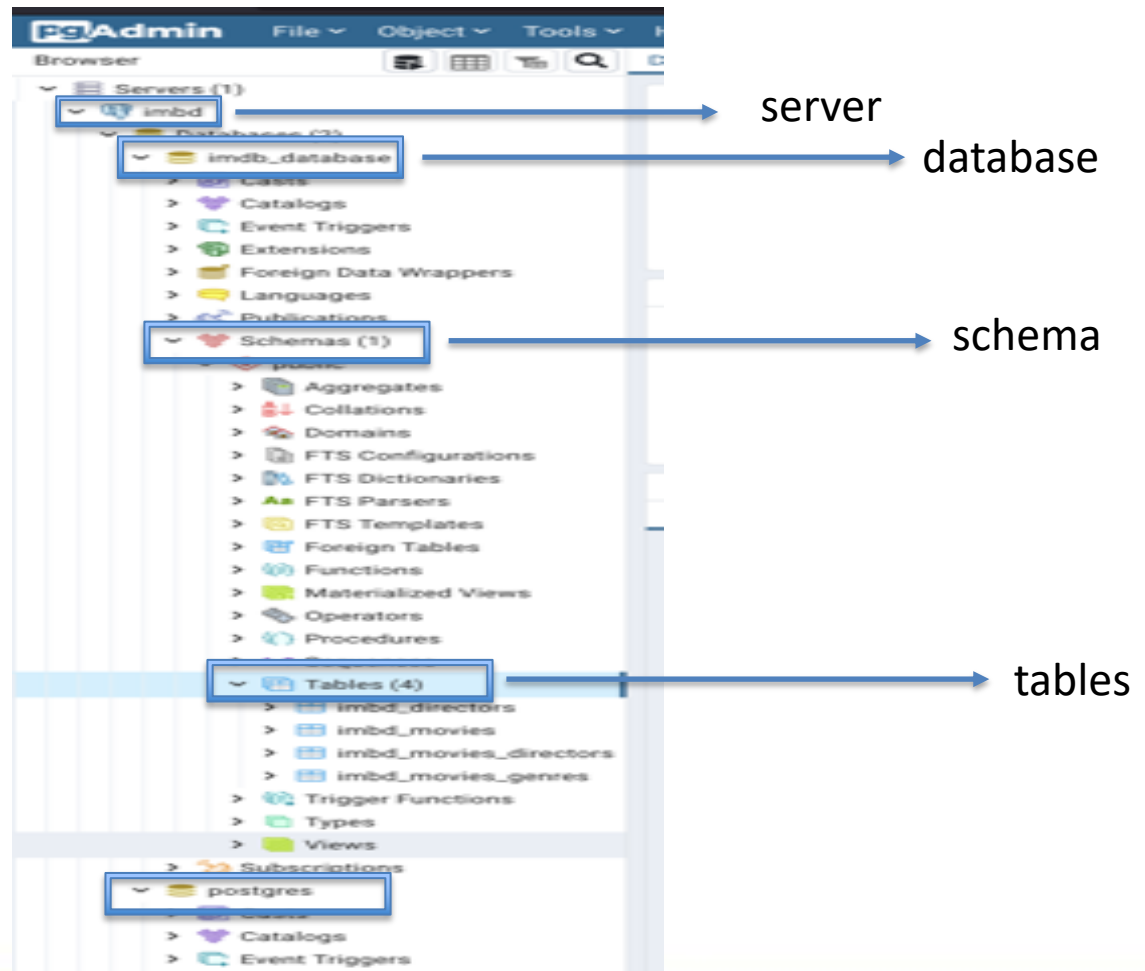 pgAdmin File Object Tools
Browser
Servers (1)
imbd
server
Databases (2)
imdb_database
database
Casts
Catalogs
Event Triggers
Extensions
Foreign Data Wrappers
Languages
Publications
Schemas (1)
schema
public
Aggregates
Collations
Domains
FTS Configurations
FTS Dictionaries
Aa FTS Parsers
FTS Templates
Foreign Tables
Functions
Materialized Views
Operators
Procedures
Sequences
Tables (4)
tables
imbd_directors
imbd_movies
imbd_movies_directors
imbd_movies_genres
Trigger Functions
Types
Views
Subscriptions
postgres
Casts
Catalogs
Event Triggers